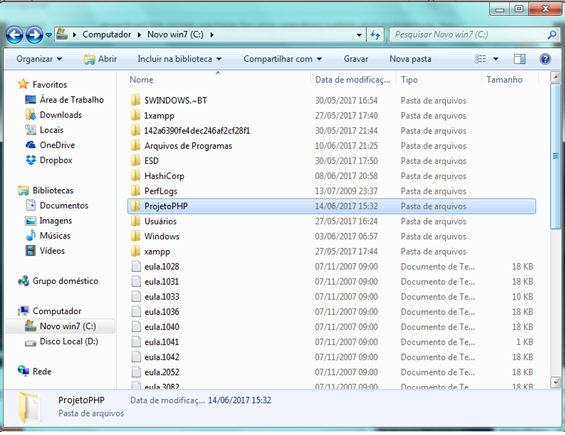 Computador Novo win7 (C:)
Pesquisar Novo win7 (C:)
Organizar Abrir Incluir na biblioteca Compartilhar com Gravar Nova pasta
Favoritos
Área de Trabalho
Downloads
Locais
OneDrive
Dropbox
Bibliotecas
Documentos
Imagens
Músicas
Vídeos
Grupo doméstico
Computador
Novo win7 (C:)
Disco Local (D:)
Rede
Nome Data de modificaç... Tipo Tamanho
$WINDOWS.~BT 30/05/2017 16:54 Pasta de arquivos
1xampp 27/05/2017 17:40 Pasta de arquivos
142a6390fe4dec246af2cf28f1 30/05/2017 21:44 Pasta de arquivos
Arquivos de Programas 10/06/2017 21:25 Pasta de arquivos
ESD 30/05/2017 17:50 Pasta de arquivos
HashiCorp 08/06/2017 20:58 Pasta de arquivos
PerfLogs 13/07/2009 23:37 Pasta de arquivos
ProjetoPHP 14/06/2017 15:32 Pasta de arquivos
Usuários 27/05/2017 16:24 Pasta de arquivos
Windows 03/06/2017 06:57 Pasta de arquivos
xampp 27/05/2017 17:44 Pasta de arquivos
eula.1028 07/11/2007 09:00 Documento de Te... 18 KB
eula.1031 07/11/2007 09:00 Documento de Te... 18 KB
eula.1033 07/11/2007 09:00 Documento de Te... 10 KB
eula.1036 07/11/2007 09:00 Documento de Te... 18 KB
eula.1040 07/11/2007 09:00 Documento de Te... 18 KB
eula.1041 07/11/2007 09:00 Documento de Te... 1 KB
eula.1042 07/11/2007 09:00 Documento de Te... 18 KB
eula.2052 07/11/2007 09:00 Documento de Te... 18 KB
eula.3082 07/11/2007 09:00 Documento de Te... 18 KB
ProjetoPHP Data de modificaç... 14/06/2017 15:32
Pasta de arquivos